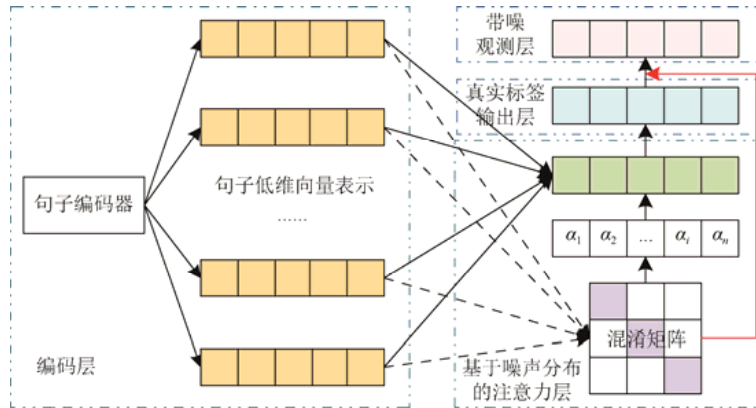 带噪
观测层
真实标签
输出层
句子编码器
句子低维向量表示
......
α1 α2 ... αi αn
混淆矩阵
编码层
基于噪声分布
的注意力层